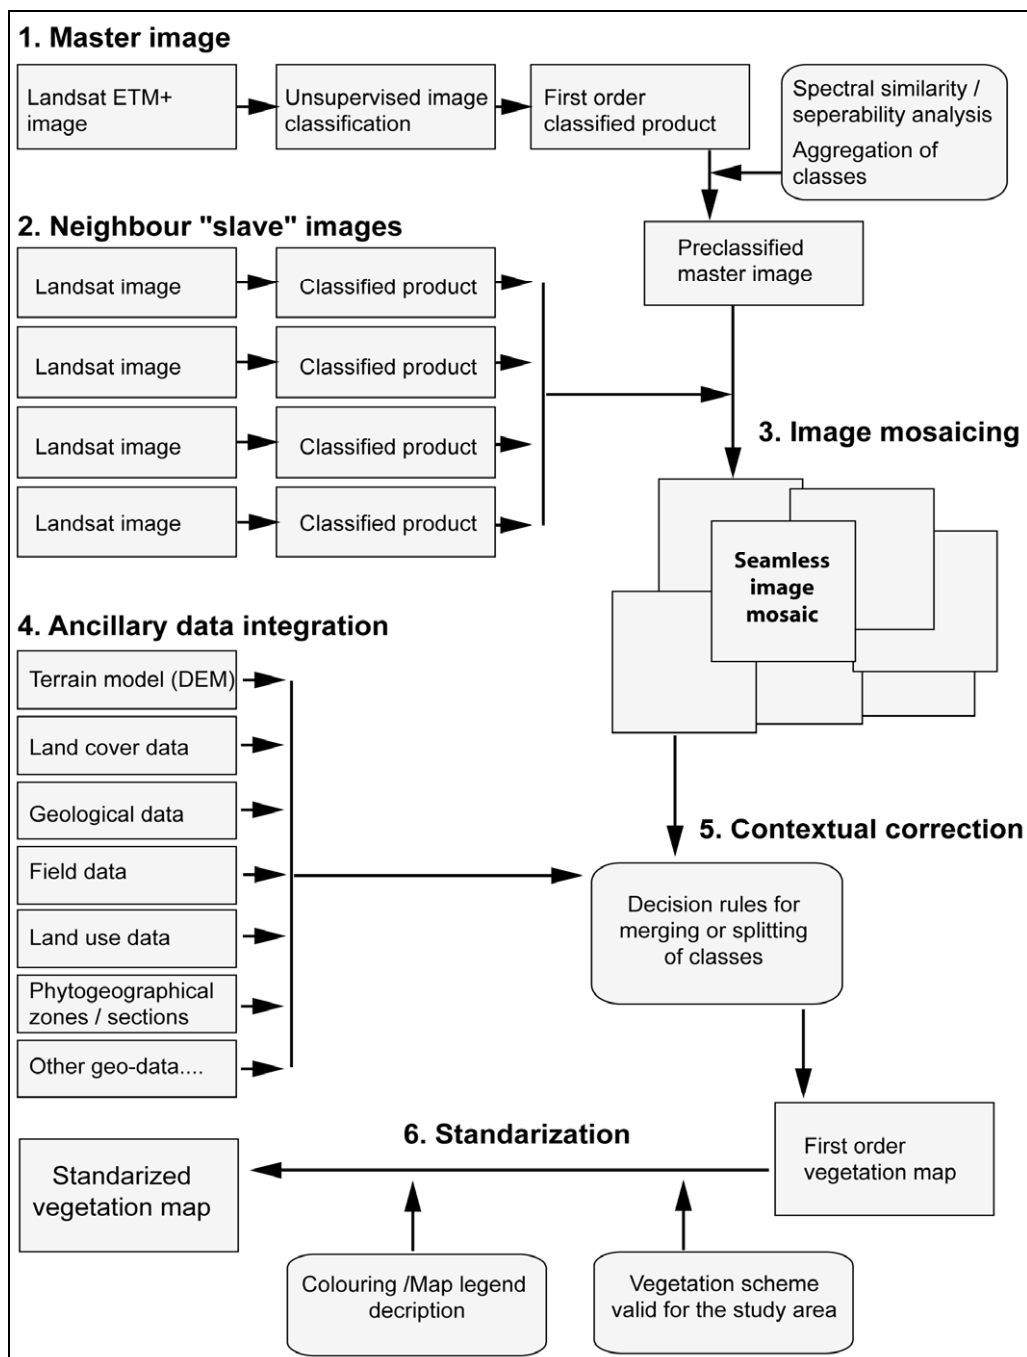 1. Master image
Landsat ETM+
image
Unsupervised image
classification
First order
classified product
Spectral similarity /
seperability analysis
Aggregation of
classes
2. Neighbour "slave" images
Preclassified
master image
Landsat image
Classified product
Landsat image
Classified product
Landsat image
Classified product
Landsat image
Classified product
3. Image mosaicing
Seamless
image
mosaic
4. Ancillary data integration
Terrain model (DEM)
Land cover data
Geological data
Field data
Land use data
Phytogeographical
zones / sections
Other geo-data....
5. Contextual correction
Decision rules for
merging or splitting
of classes
First order
vegetation map
6. Standarization
Standarized
vegetation map
Colouring /Map legend
decription
Vegetation scheme
valid for the study area